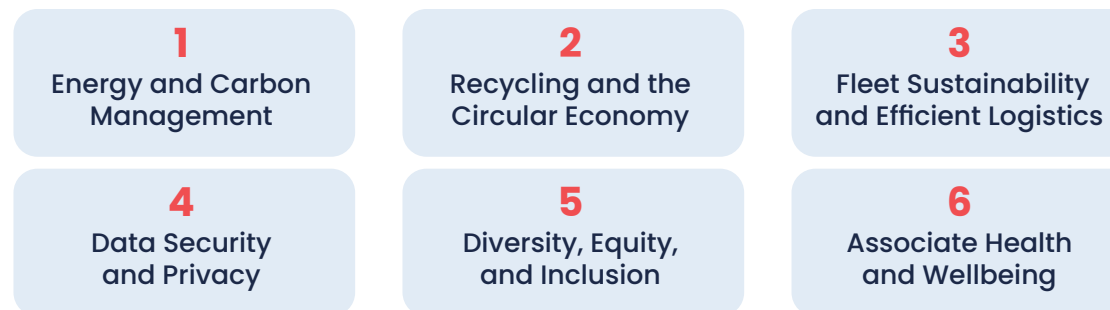 1
Energy and Carbon
Management
2
Recycling and the
Circular Economy
3
Fleet Sustainability
and Efficient Logistics
4
Data Security
and Privacy
5
Diversity, Equity,
and Inclusion
6
Associate Health
and Wellbeing